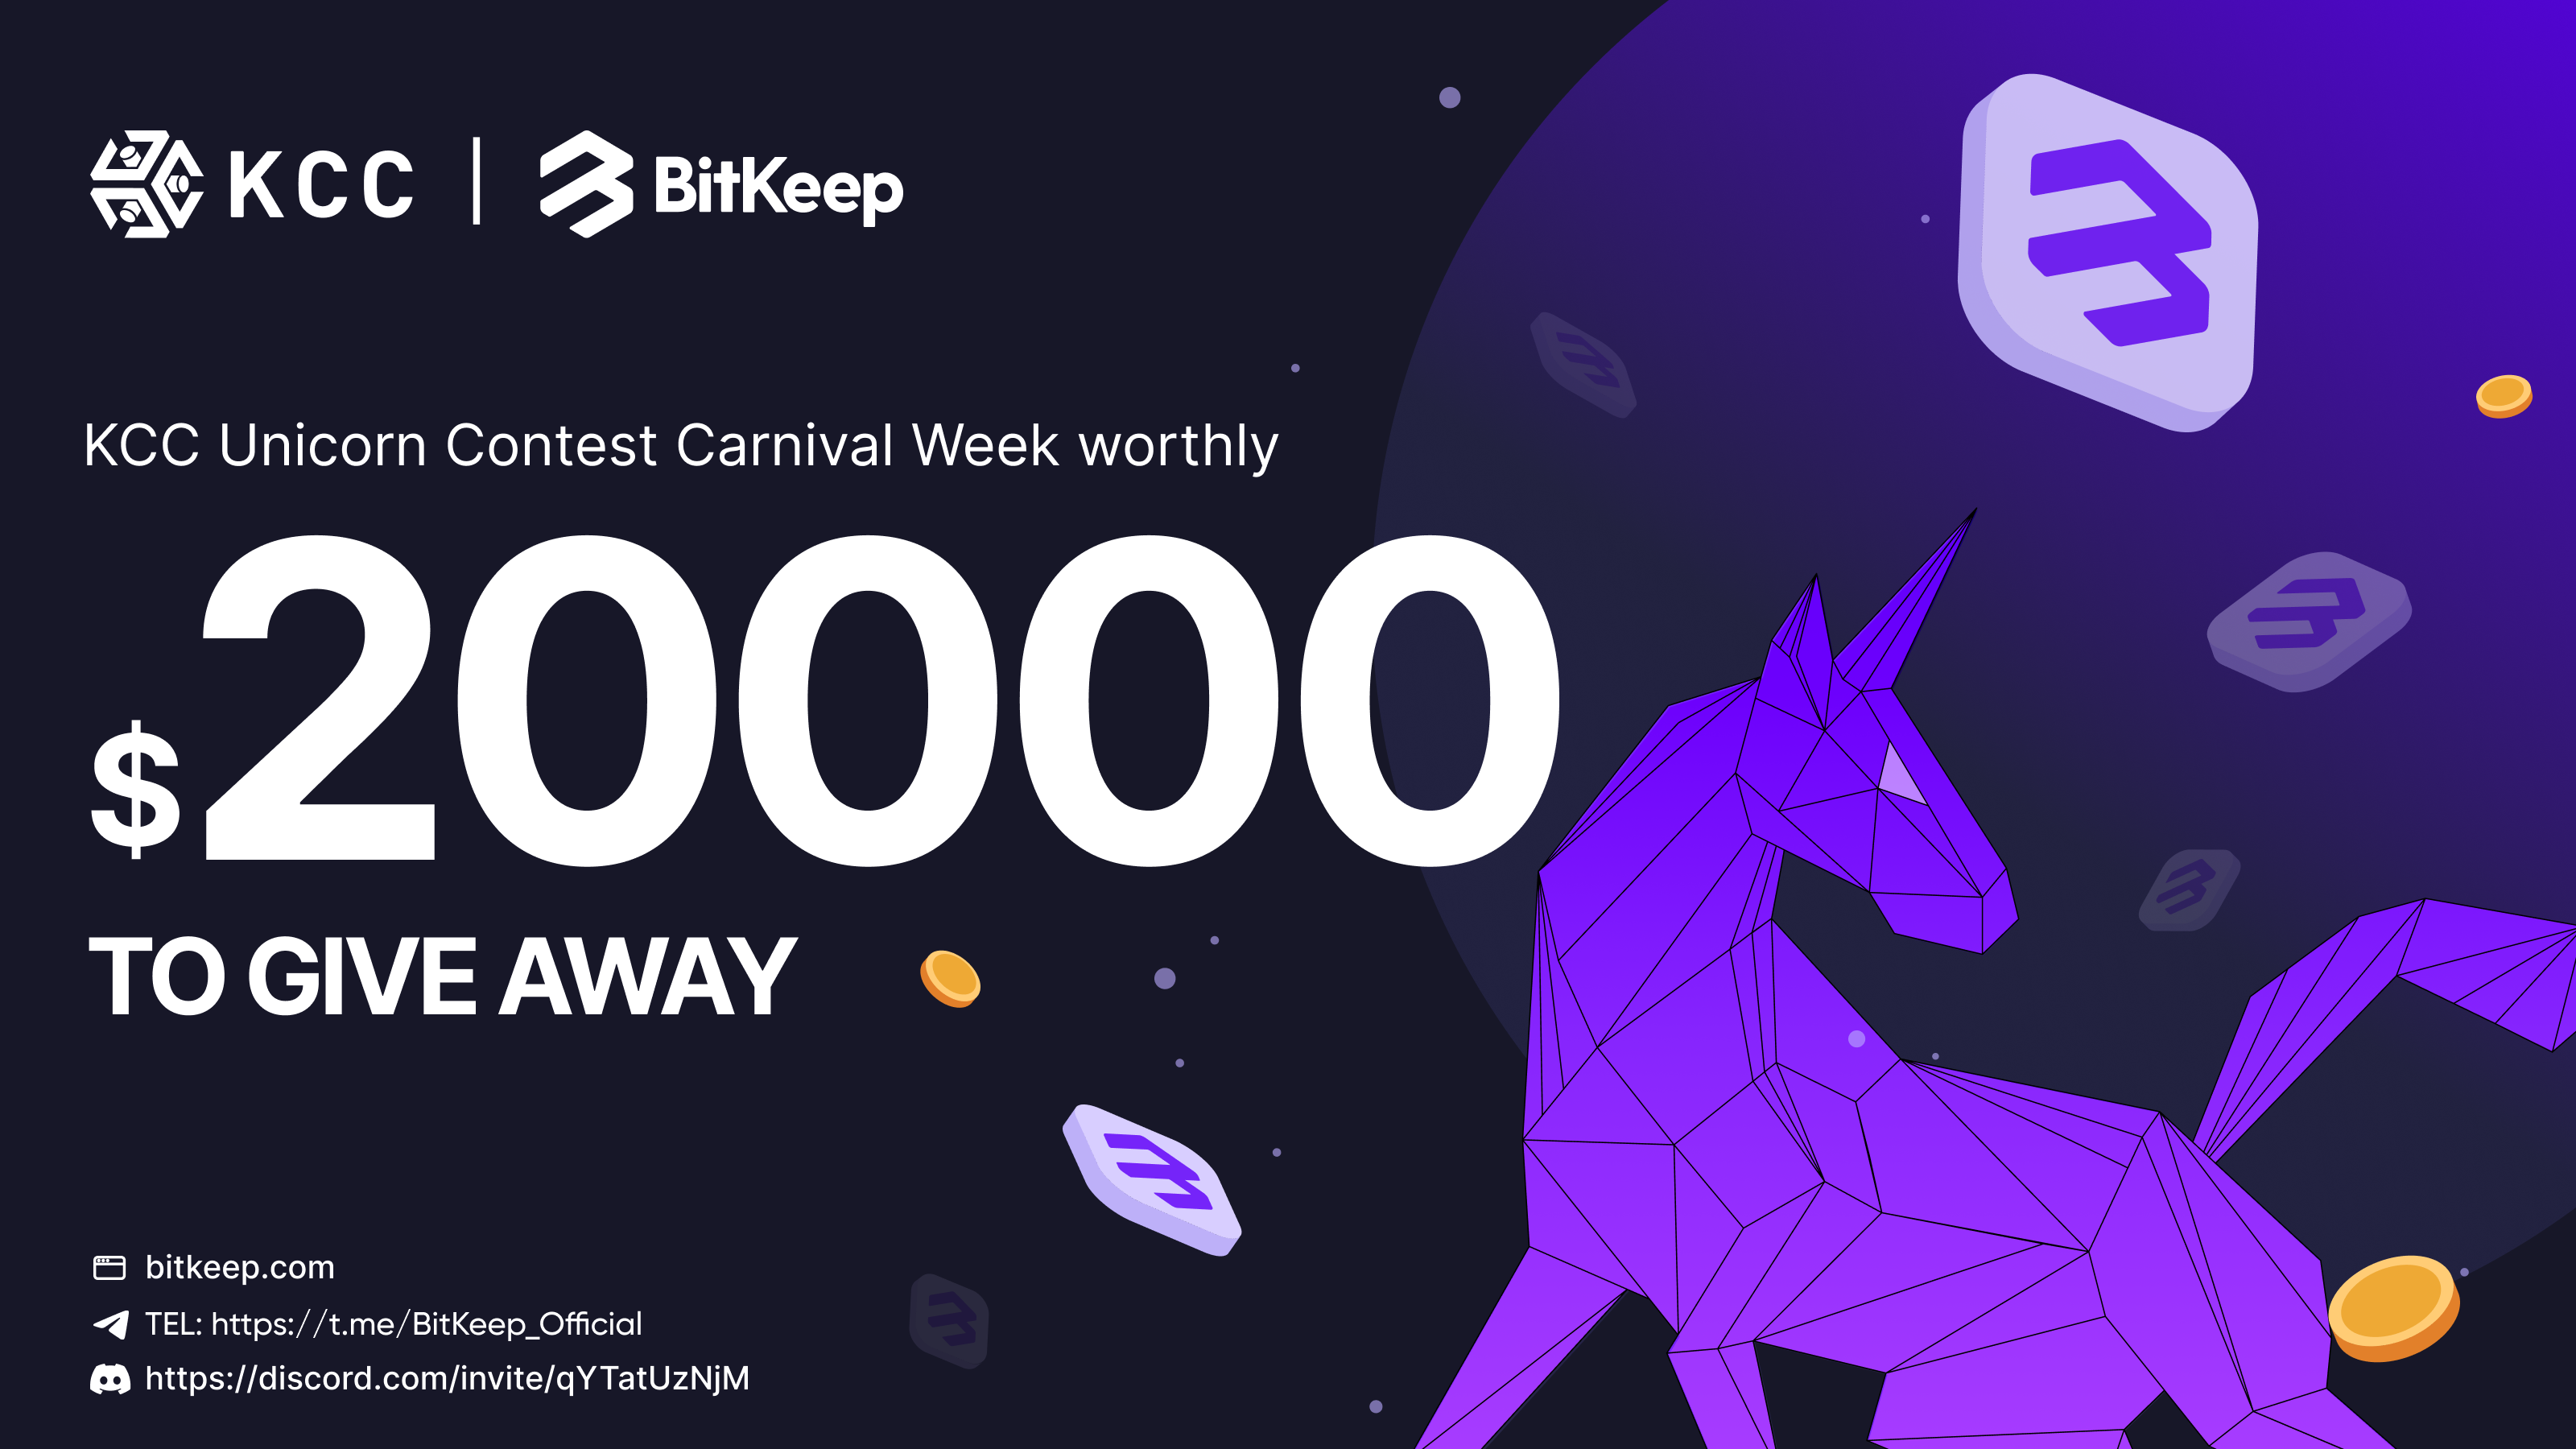 KCC | BitKeep
KCC Unicorn Contest Carnival Week worthly
$20000
TO GIVE AWAY
bitkeep.com
TEL: https://t.me/BitKeep_Official
https://discord.com/invite/qYTatUzNjM